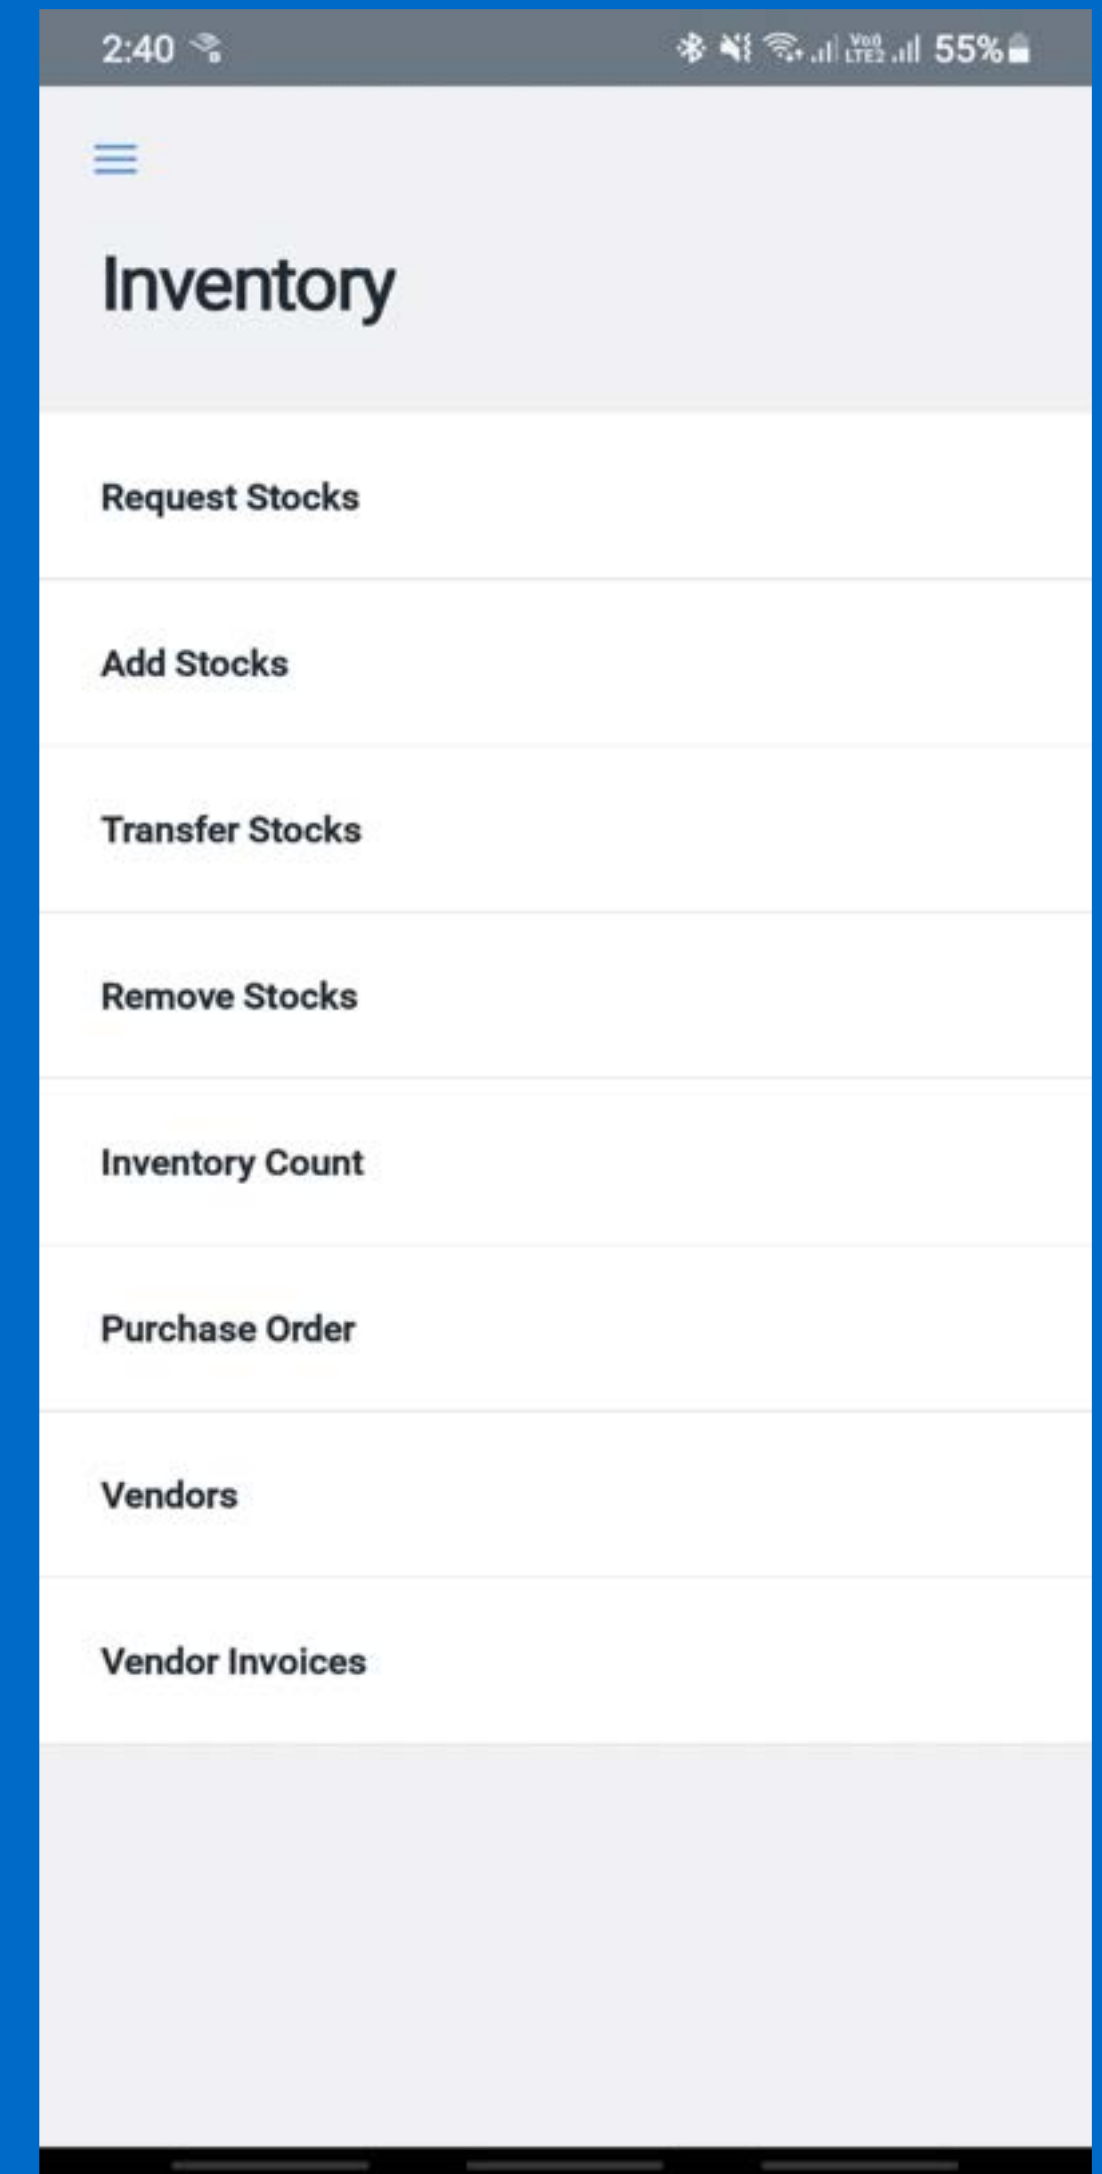 2:40 55%
Inventory
Request Stocks
Add Stocks
Transfer Stocks
Remove Stocks
Inventory Count
Purchase Order
Vendors
Vendor Invoices